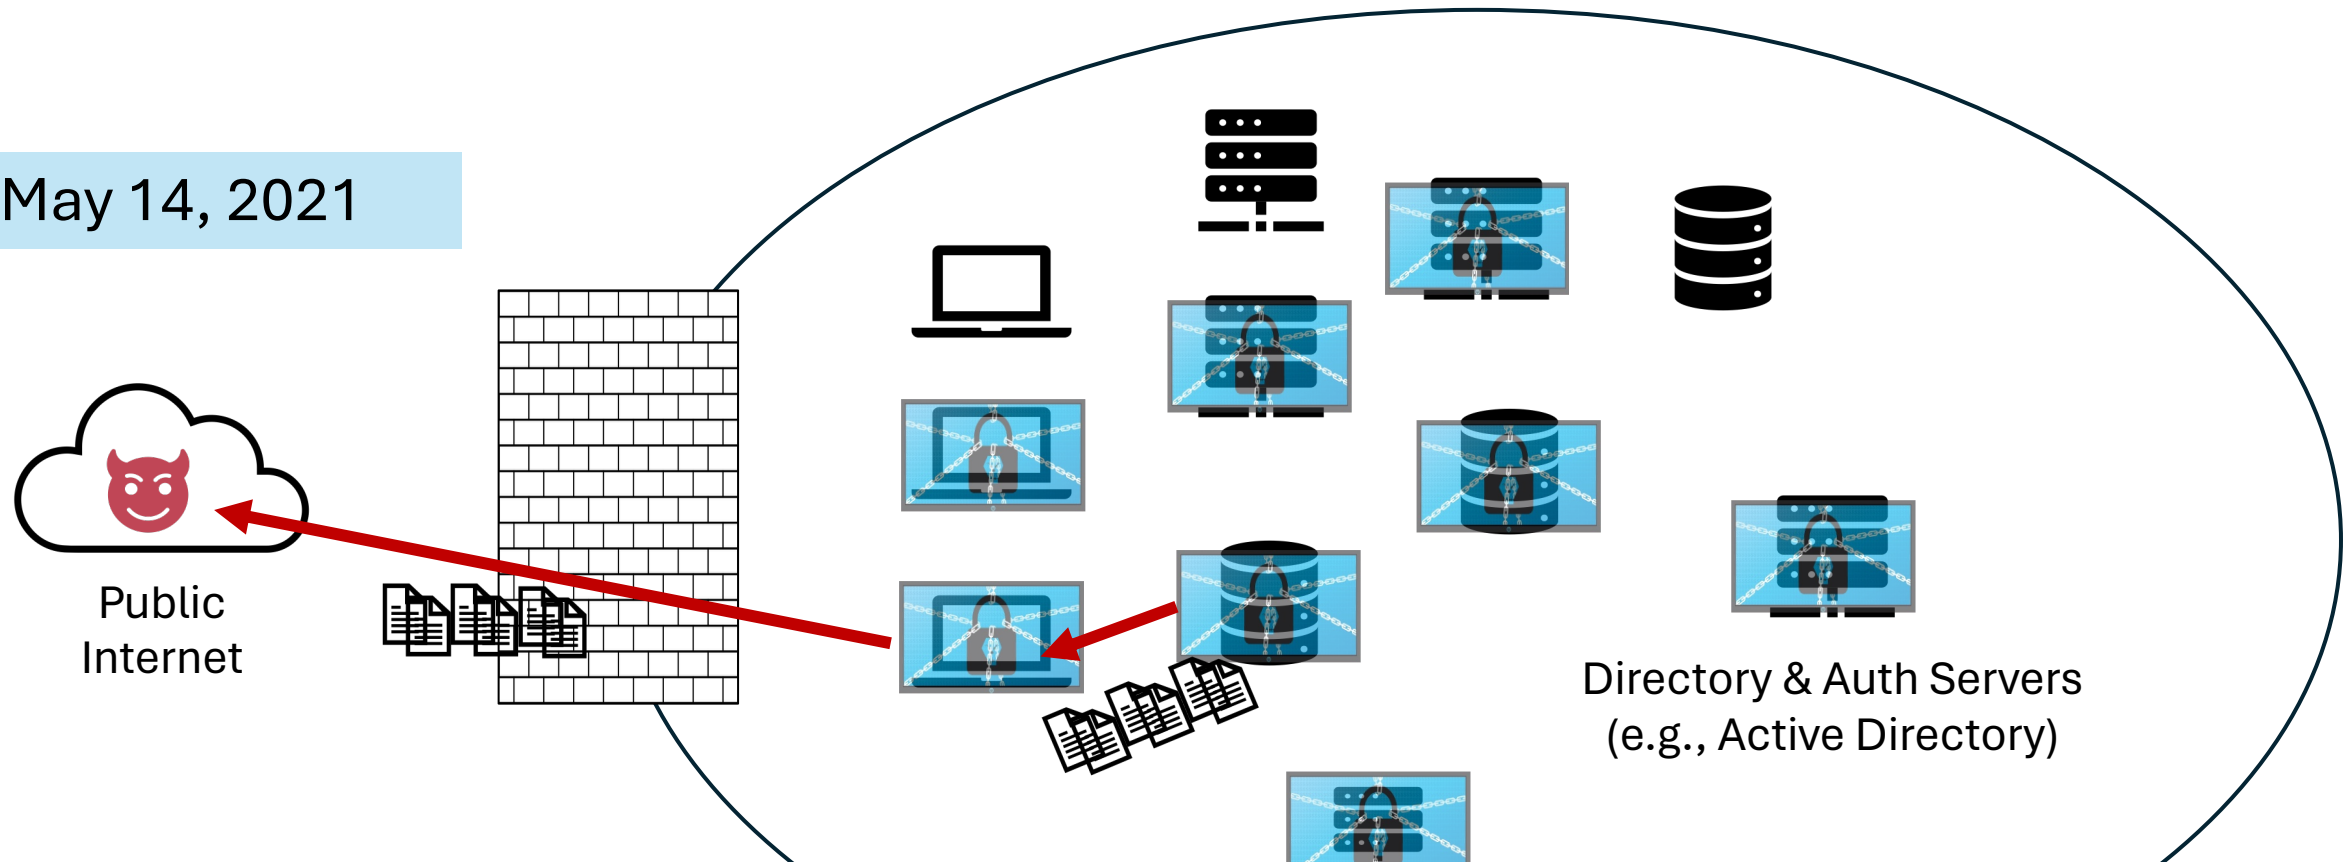 May 14, 2021
Public
Internet
Directory & Auth Servers
(e.g., Active Directory)